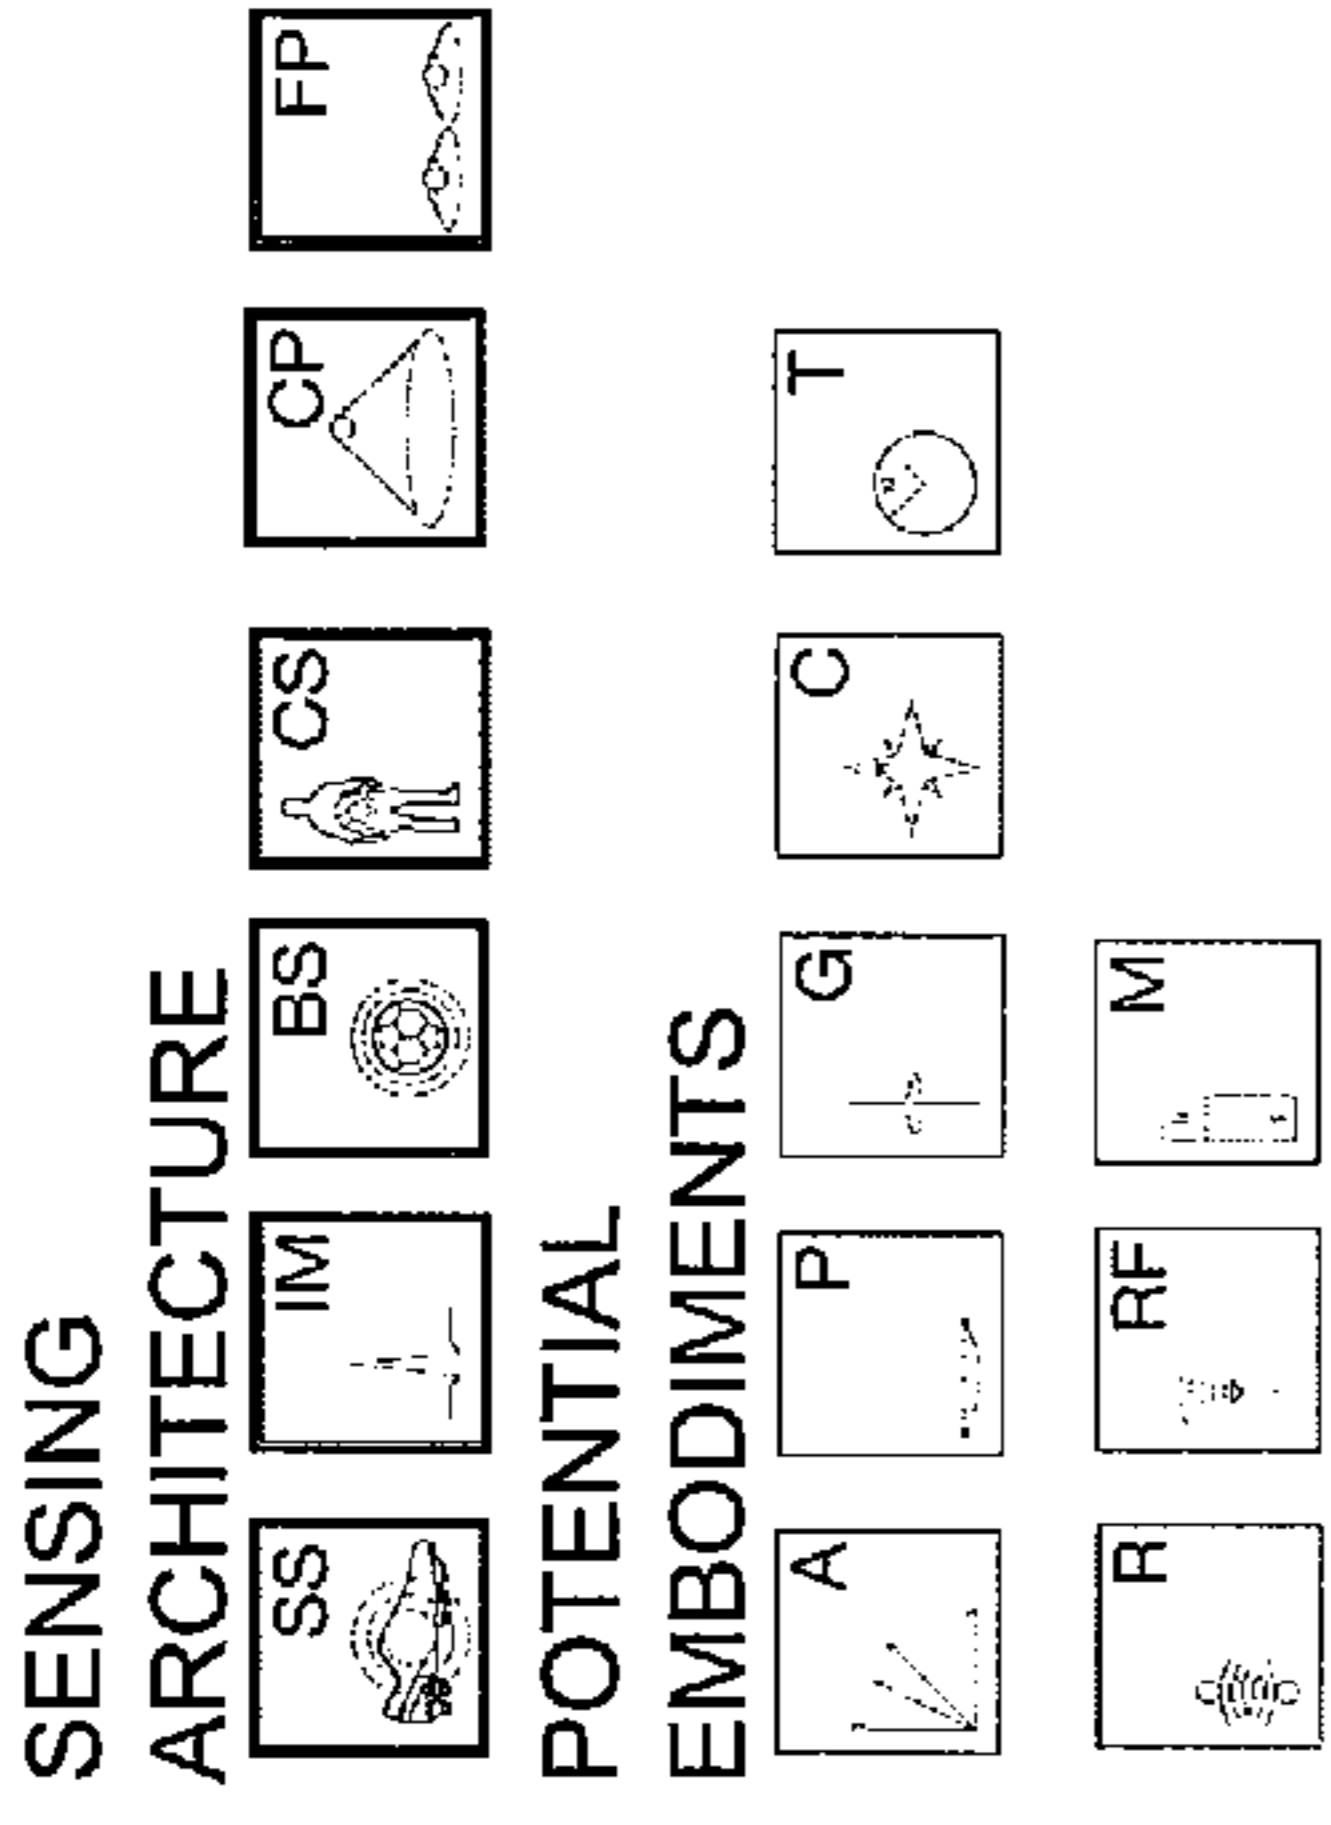 SENSING
ARCHITECTURE
SS IM BS CS CP FP
POTENTIAL
EMBODIMENTS
A P G C T
R RF M